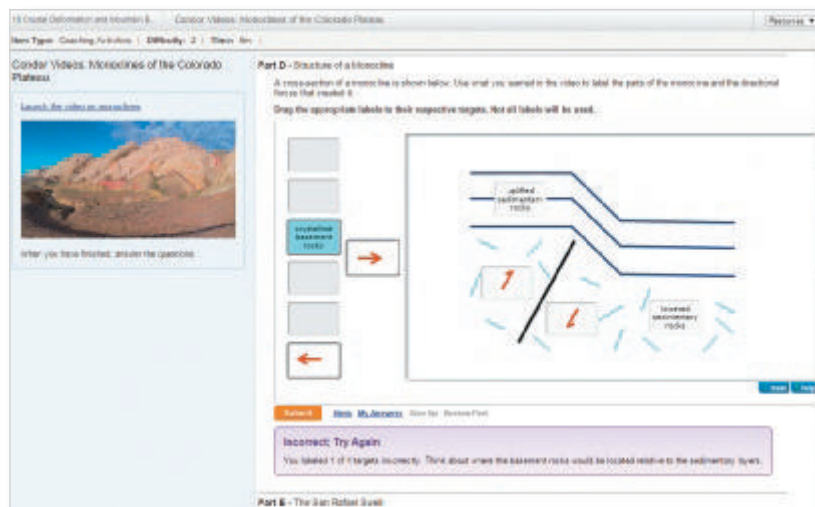 Condor Videos: Monoclines of the Colorado Plateau
Resources
Item Type: Coaching Activities | Difficulty: 2 | Time: 8m
Condor Videos: Monoclines of the Colorado
Plateau
Launch the video on monoclines
When you have finished, answer the questions.
Part D - Structure of a Monocline
A cross-section of a monocline is shown below. Use what you learned in the video to label the parts of the monocline and the directional
forces that created it.
Drag the appropriate labels to their respective targets. Not all labels will be used.
crystalline
basement
rocks
uplifted
sedimentary
rocks
lowered
sedimentary
rocks
reset
help
Submit Hints My Answers Give Up Review Part
Incorrect; Try Again
You labeled 1 of 4 targets incorrectly. Think about where the basement rocks would be located relative to the sedimentary layers.
Part E - The San Rafael Swell